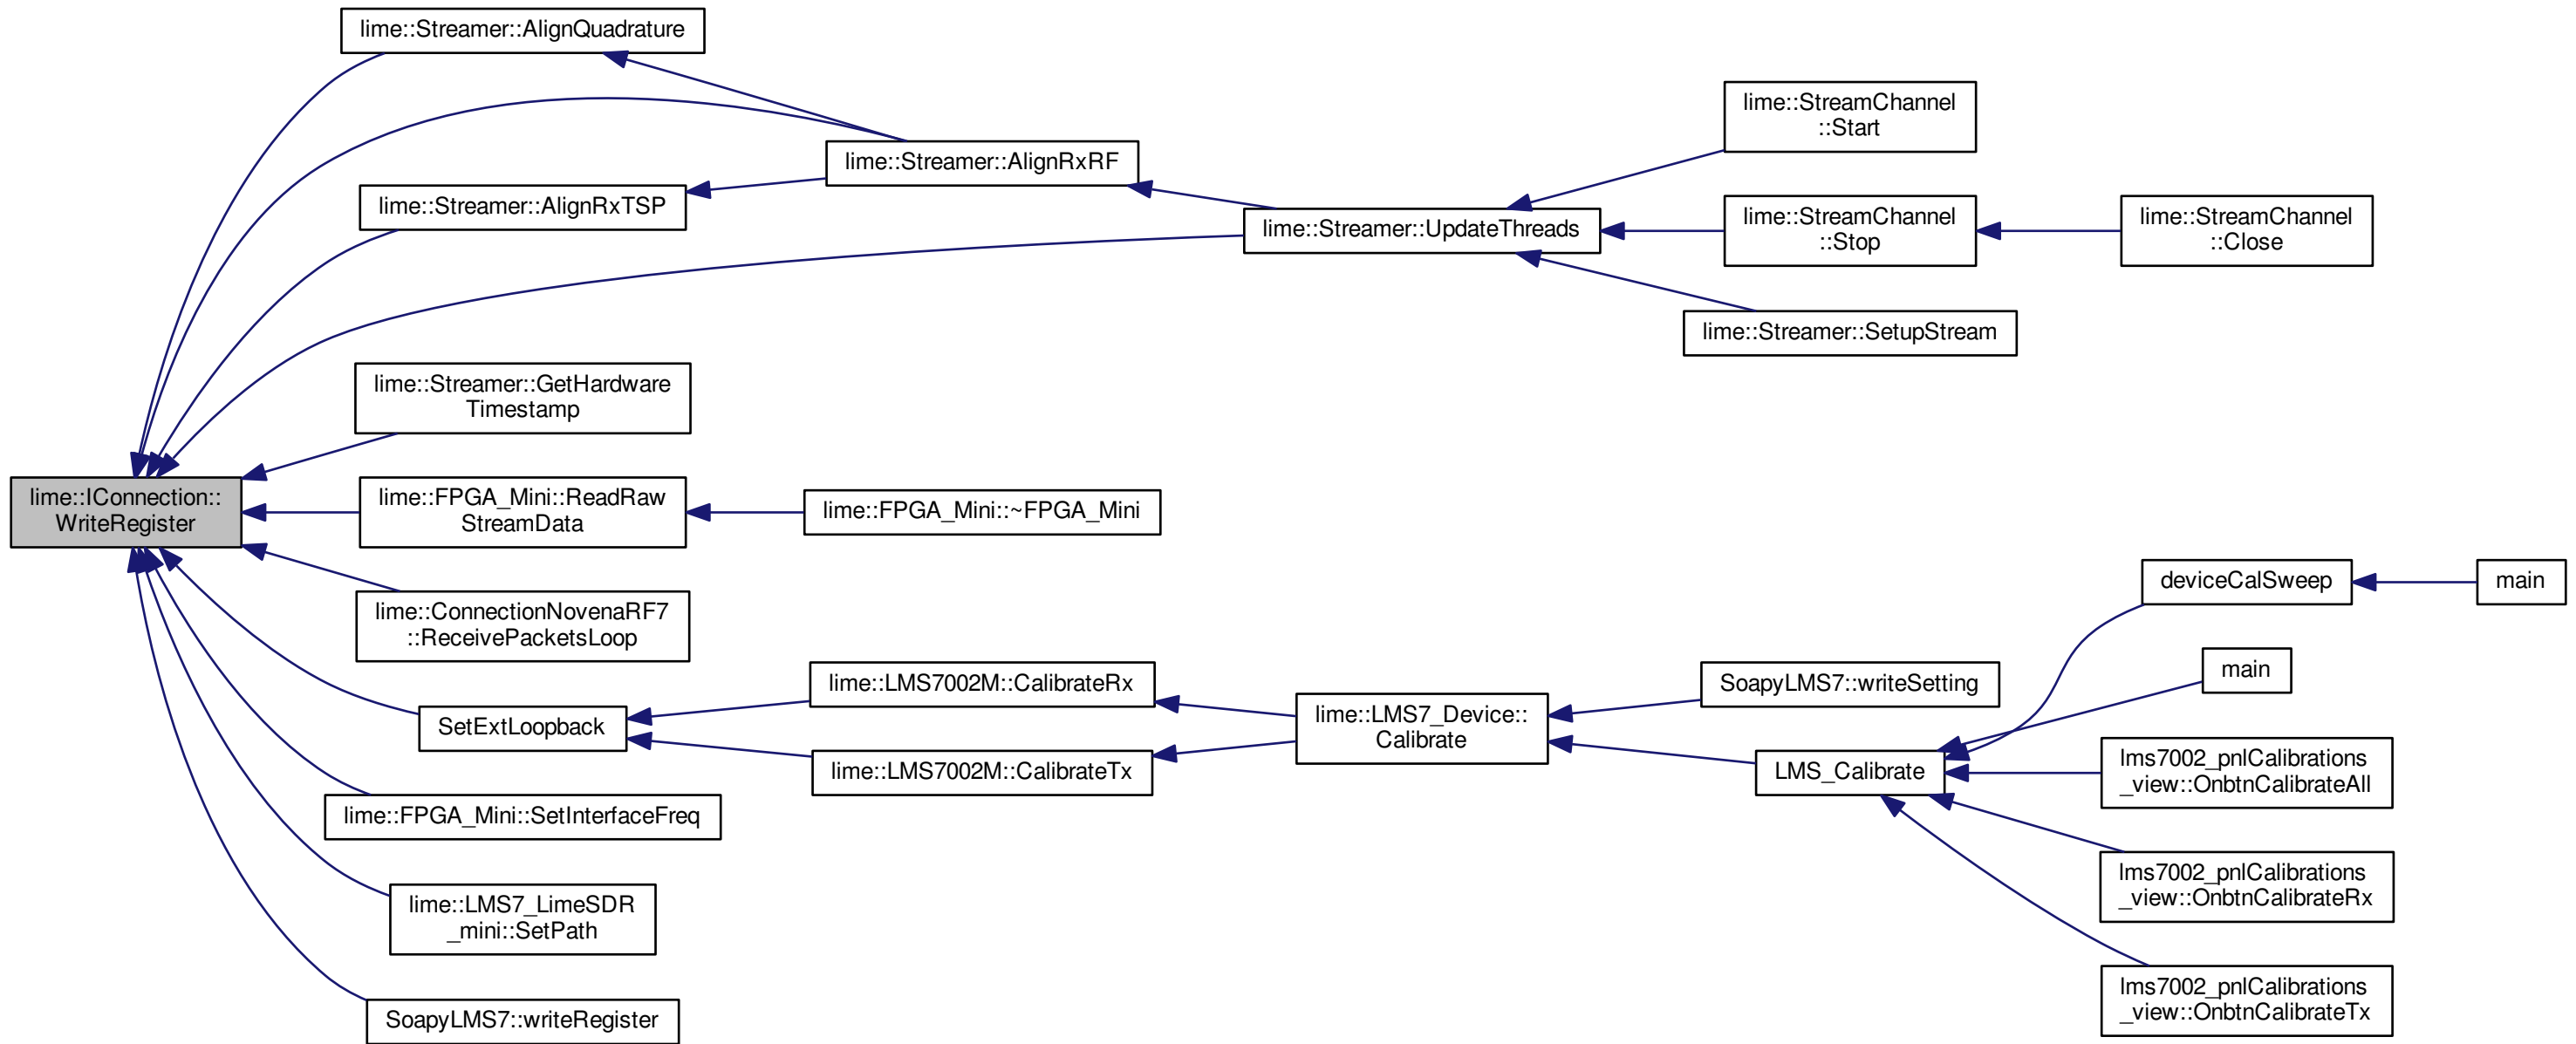 lime::Streamer::AlignQuadrature
lime::StreamChannel
::Start
lime::Streamer::AlignRxRF
lime::Streamer::AlignRxTSP
lime::Streamer::UpdateThreads
lime::StreamChannel
::Stop
lime::StreamChannel
::Close
lime::Streamer::SetupStream
lime::Streamer::GetHardware
Timestamp
lime::IConnection::
WriteRegister
lime::FPGA_Mini::ReadRaw
StreamData
lime::FPGA_Mini::~FPGA_Mini
lime::ConnectionNovenaRF7
::ReceivePacketsLoop
deviceCalSweep
main
main
lime::LMS7002M::CalibrateRx
SoapyLMS7::writeSetting
SetExtLoopback
lime::LMS7_Device::
Calibrate
lime::LMS7002M::CalibrateTx
LMS_Calibrate
lms7002_pnlCalibrations
_view::OnbtnCalibrateAll
lime::FPGA_Mini::SetInterfaceFreq
lms7002_pnlCalibrations
_view::OnbtnCalibrateRx
lime::LMS7_LimeSDR
_mini::SetPath
lms7002_pnlCalibrations
_view::OnbtnCalibrateTx
SoapyLMS7::writeRegister